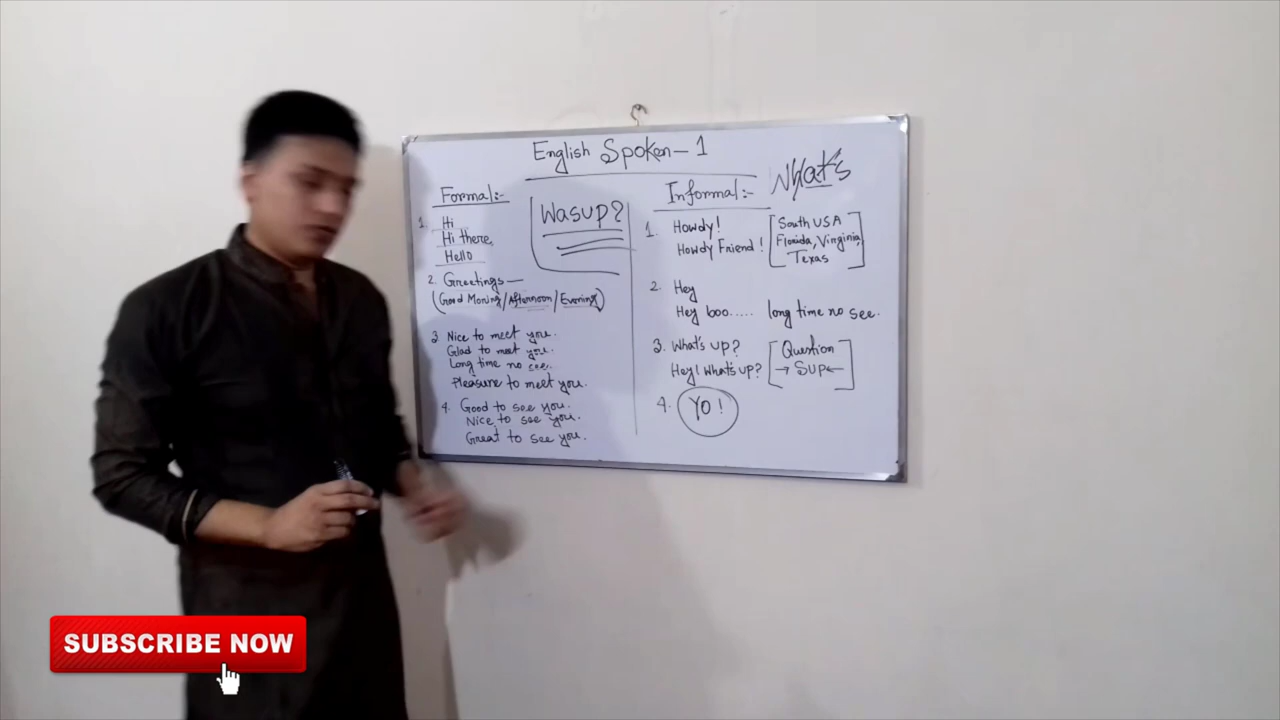 English Spoken-1
Formal:-
1. Hi
Hi there,
Hello
2. Greetings—
(Good Morning/Afternoon/Evening)
3 Nice to meet you.
Glad to meet you.
Long time no see.
Pleasure to meet you.
4. Good to see you.
Nice to see you.
Great to see you.
Wasup?
Informal:-
What's
1. Howdy!
Howdy Friend!
[South USA
Florida, Virginia,
Texas]
2 Hey
Hey boo..... long time no see.
3. What's up?
Hey! What's up?
[Question
→ Sup←]
4. YO!
SUBSCRIBE NOW